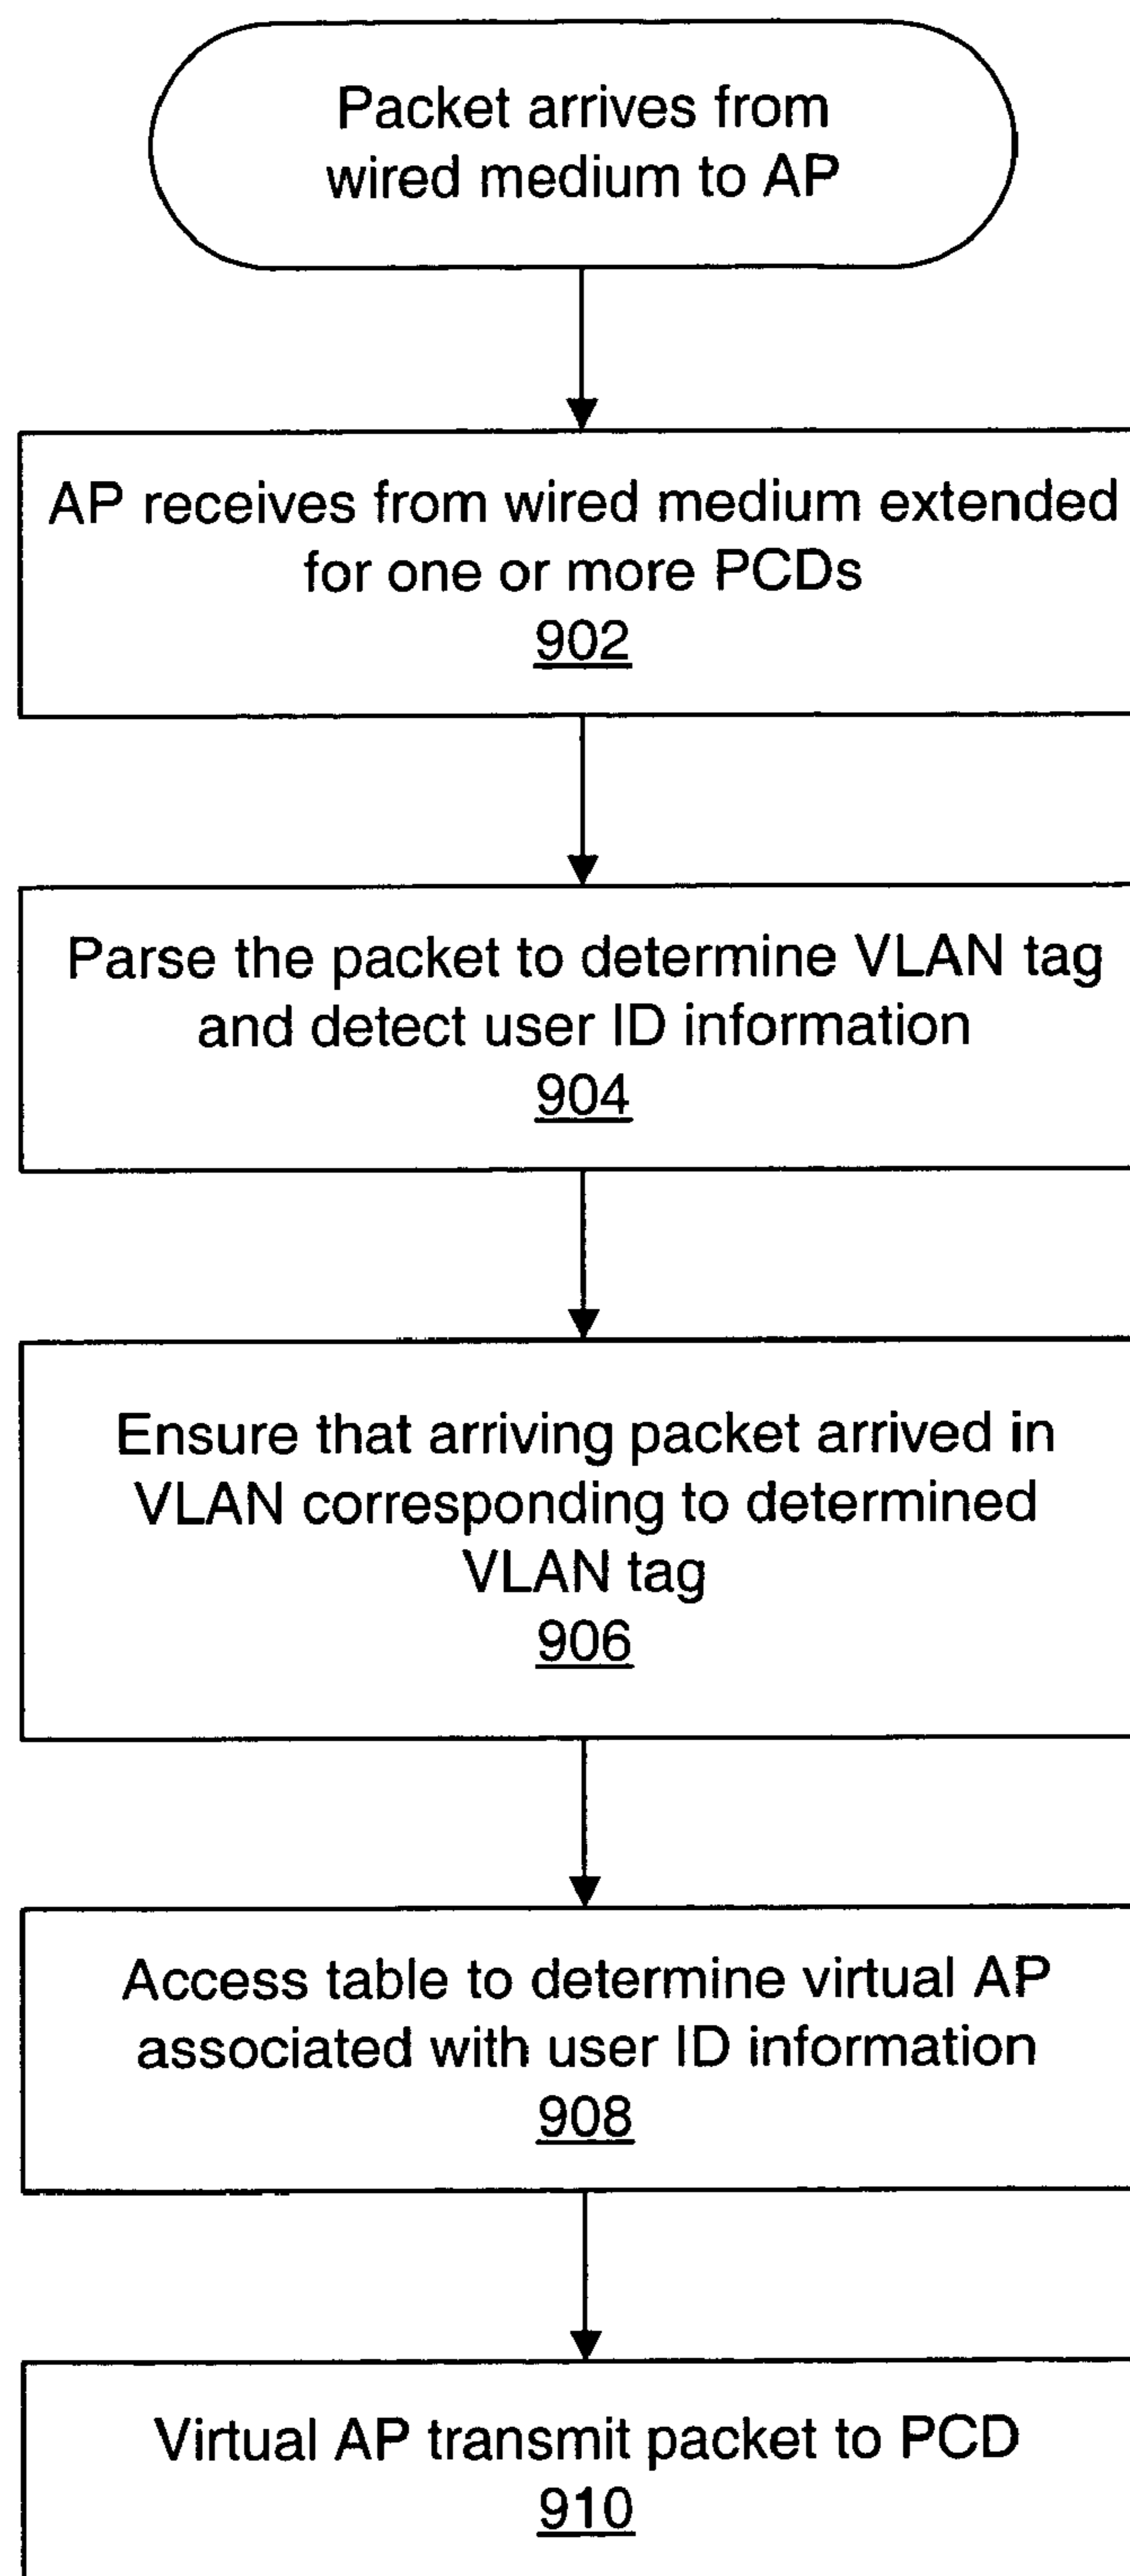 Packet arrives from
wired medium to AP
AP receives from wired medium extended
for one or more PCDs
902
Parse the packet to determine VLAN tag
and detect user ID information
904
Ensure that arriving packet arrived in
VLAN corresponding to determined
VLAN tag
906
Access table to determine virtual AP
associated with user ID information
908
Virtual AP transmit packet to PCD
910